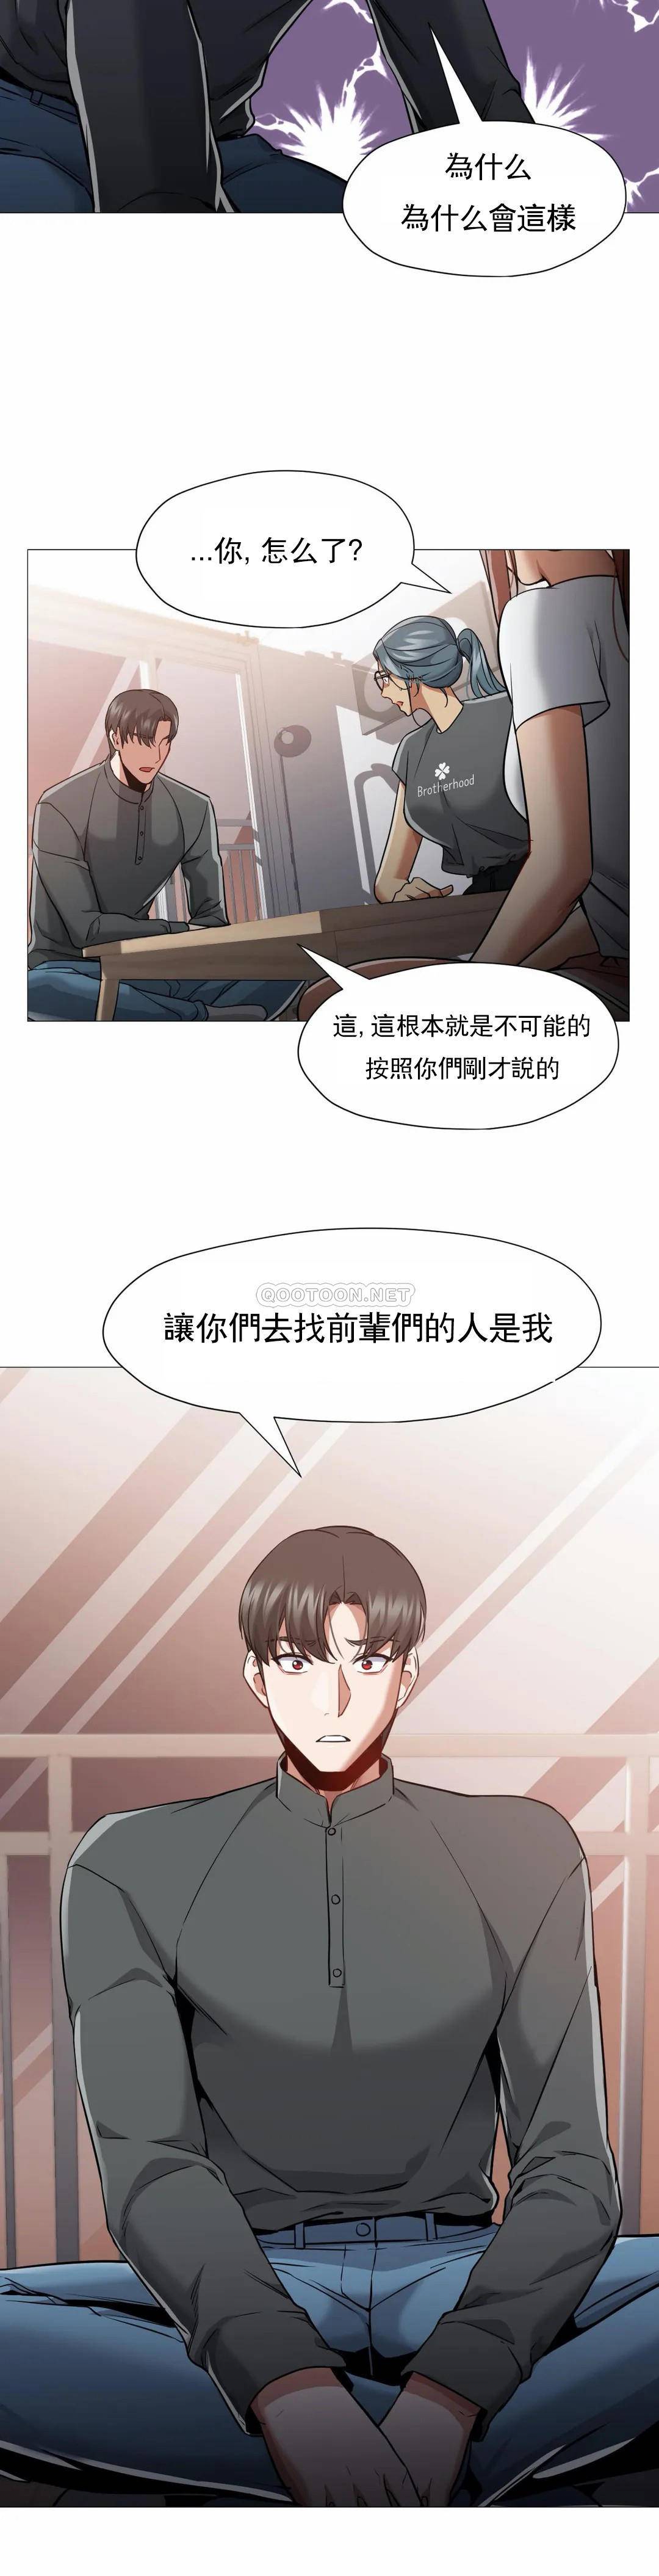 為什么
為什么會這樣
...你, 怎么了?
Brotherhood
這, 這根本就是不可能的
按照你們剛才說的
QOOTOON.NET
讓你們去找前輩們的人是我